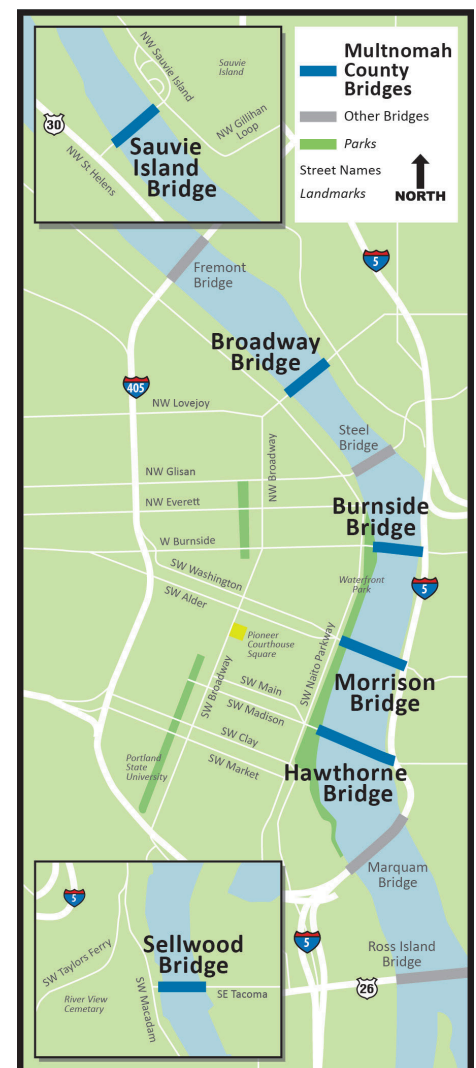 Multnomah
County
Bridges
Other Bridges
Parks
Street Names
Landmarks
NORTH
NW Sauvie Island
Sauvie
Island
NW Gillihan
Loop
30
Sauvie
Island
Bridge
NW St Helens
Fremont
Bridge
5
Broadway
Bridge
405
NW Lovejoy
NW Broadway
Steel
Bridge
NW Glisan
NW Everett
Burnside
Bridge
W Burnside
SW Washington
SW Alder
Waterfront
Park
5
Pioneer
Courthouse
Square
SW Naito Parkway
SW Broadway
SW Main
Morrison
Bridge
SW Madison
SW Clay
SW Market
Portland
State
University
Hawthorne
Bridge
Marquam
Bridge
5
Ross Island
Bridge
26
5
Sellwood
Bridge
SW Taylors Ferry
River View
Cemetery
SW Macadam
SE Tacoma